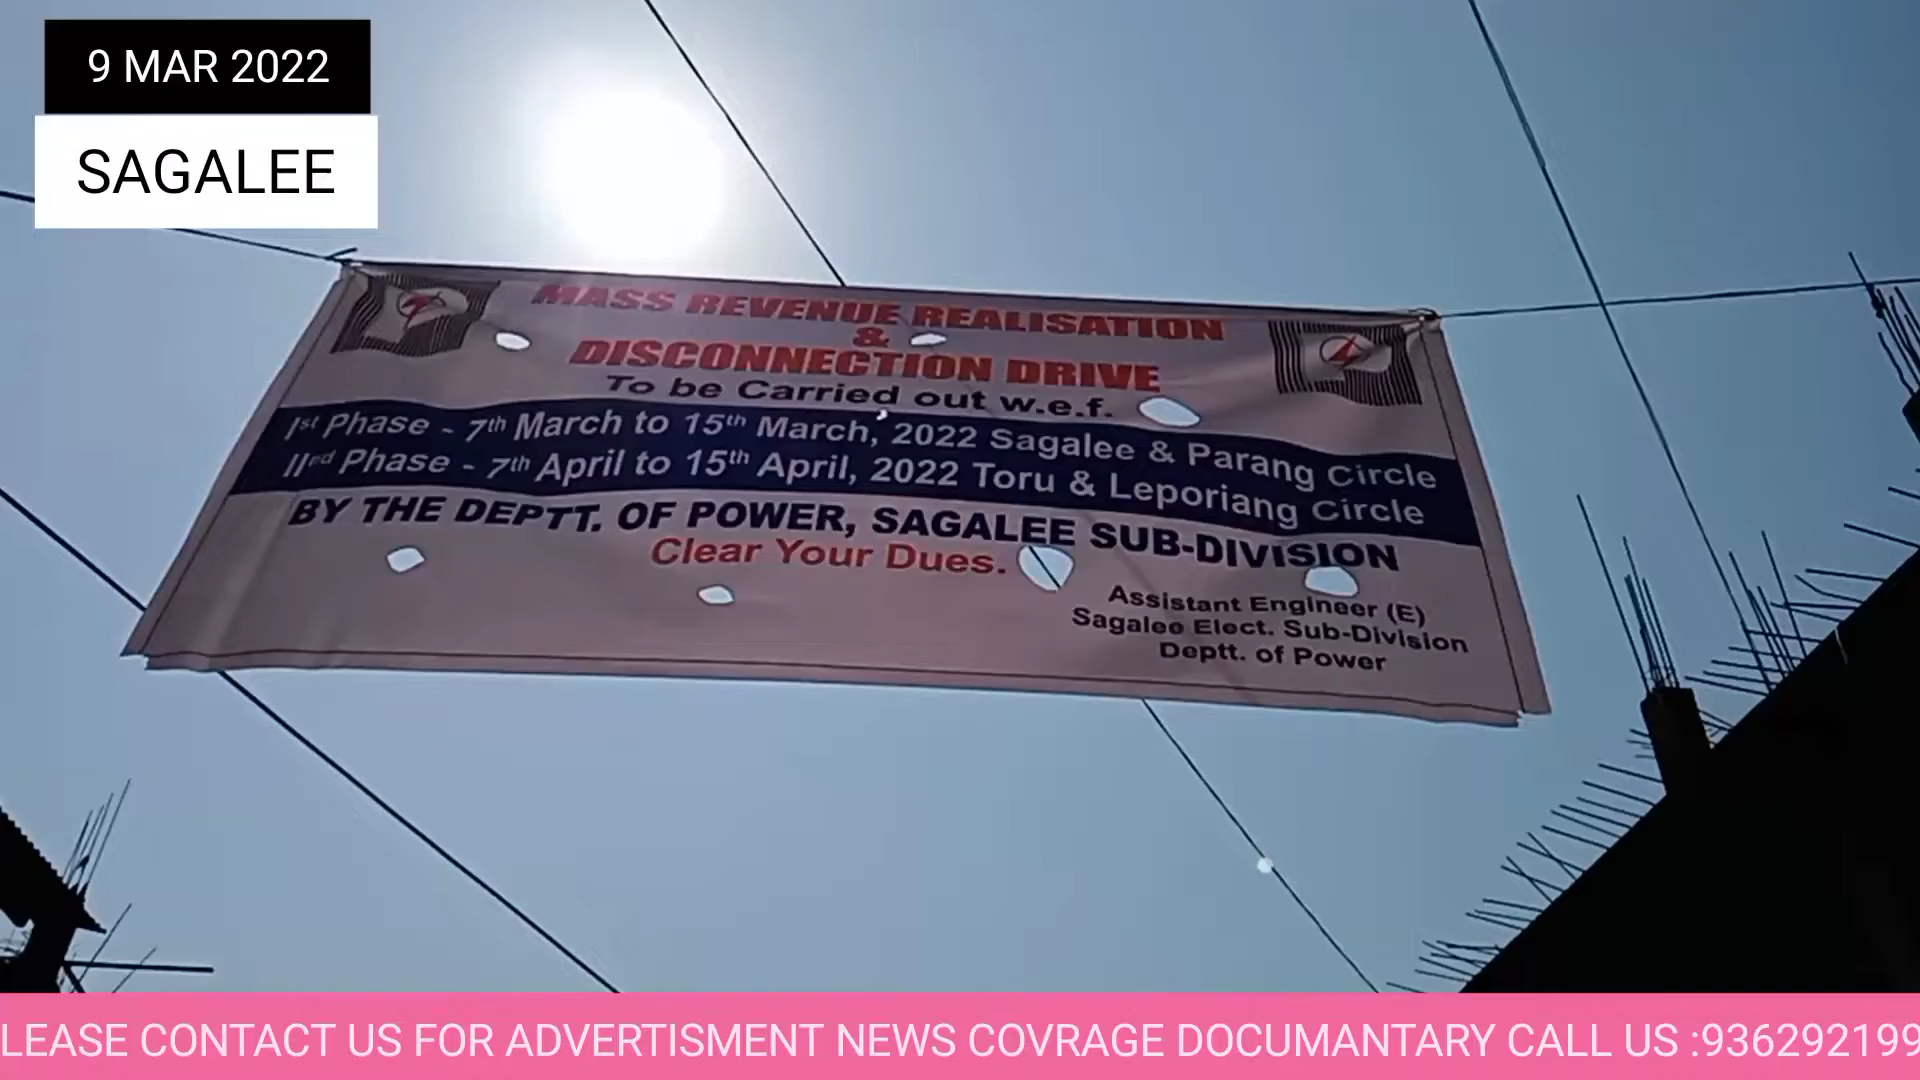 9 MAR 2022
SAGALEE
MASS REVENUE REALISATION
&
DISCONNECTION DRIVE
To be Carried out w.e.f.
Ist Phase - 7th March to 15th March, 2022 Sagalee & Parang Circle
IInd Phase - 7th April to 15th April, 2022 Toru & Leporiang Circle
BY THE DEPTT. OF POWER, SAGALEE SUB-DIVISION
Clear Your Dues.
Assistant Engineer (E)
Sagalee Elect. Sub-Division
Deptt. of Power
LEASE CONTACT US FOR ADVERTISMENT NEWS COVRAGE DOCUMANTARY CALL US :936292199